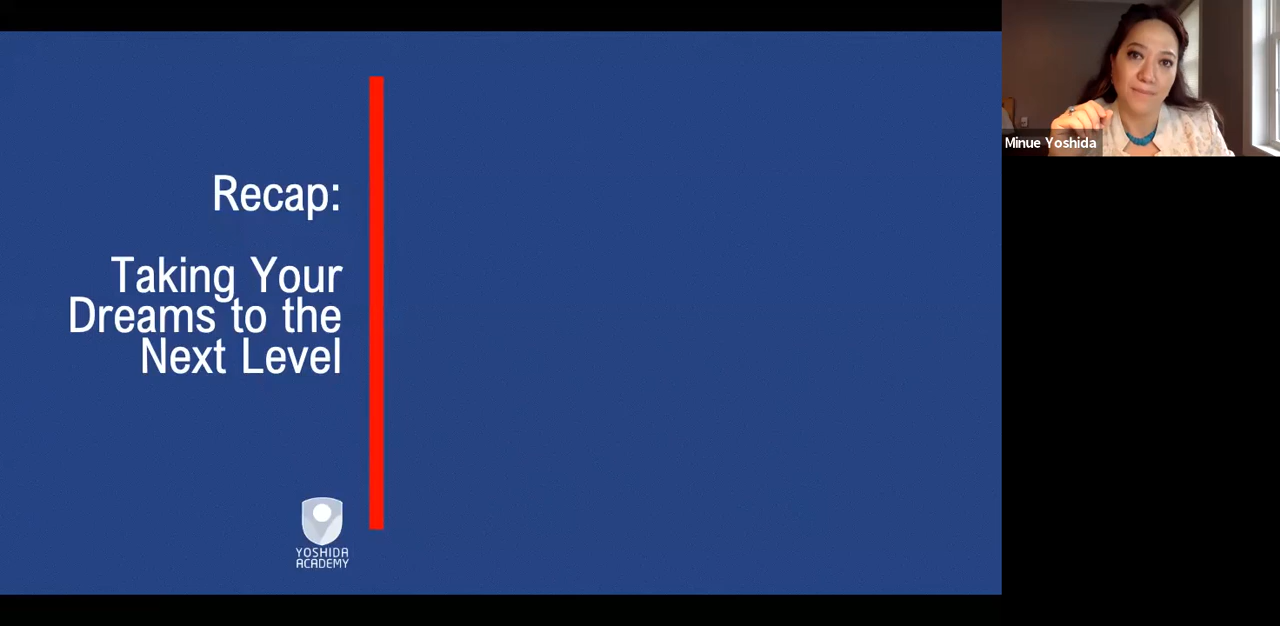 Recap:
Taking Your
Dreams to the
Next Level
YOSHIDA
ACADEMY
Minue Yoshida